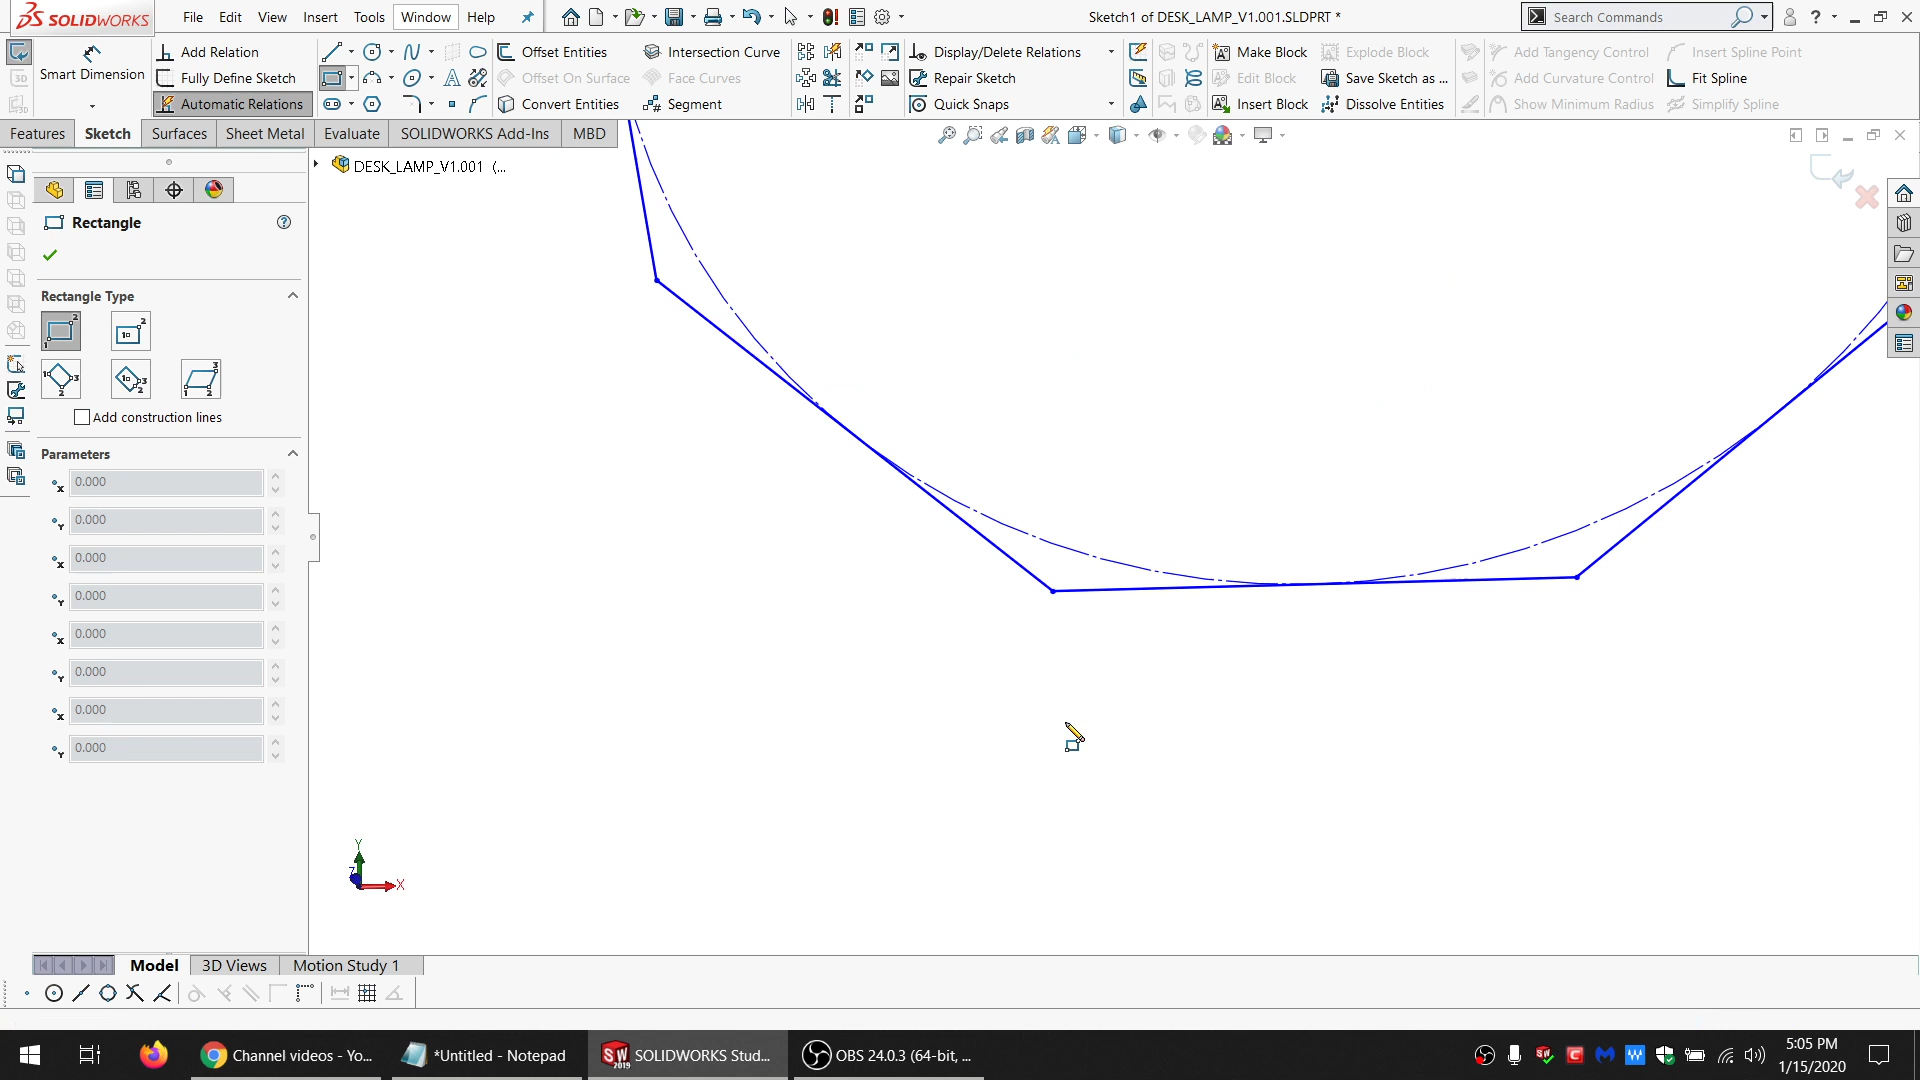 SOLIDWORKS
File Edit View Insert Tools Window Help
Sketch1 of DESK_LAMP_V1.001.SLDPRT *
Search Commands
Smart Dimension
Add Relation
Fully Define Sketch
Automatic Relations
Offset Entities
Offset On Surface
Convert Entities
Intersection Curve
Face Curves
Segment
Display/Delete Relations
Repair Sketch
Quick Snaps
Make Block
Edit Block
Insert Block
Explode Block
Save Sketch as ...
Dissolve Entities
Add Tangency Control
Add Curvature Control
Show Minimum Radius
Insert Spline Point
Fit Spline
Simplify Spline
Features Sketch Surfaces Sheet Metal Evaluate SOLIDWORKS Add-Ins MBD
DESK_LAMP_V1.001 (...
Rectangle
Rectangle Type
Add construction lines
Parameters
x 0.000
Y 0.000
x 0.000
Y 0.000
x 0.000
Y 0.000
x 0.000
Y 0.000
Y
Z
X
Model 3D Views Motion Study 1
Channel videos - Yo...
*Untitled - Notepad
SOLIDWORKS Stud...
OBS 24.0.3 (64-bit, ...
5:05 PM
1/15/2020